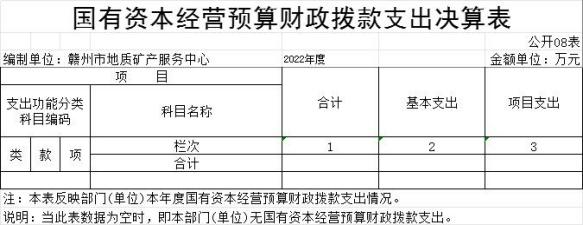 国有资本经营预算财政拨款支出决算表
公开08表
编制单位：赣州市地质矿产服务中心 2022年度 金额单位：万元
项 目 合计 基本支出 项目支出
支出功能分类科目编码 科目名称
类 款 项 栏次 1 2 3
合计
注：本表反映部门(单位)本年度国有资本经营预算财政拨款支出情况。
说明：当此表数据为空时，即本部门(单位)无国有资本经营预算财政拨款支出。